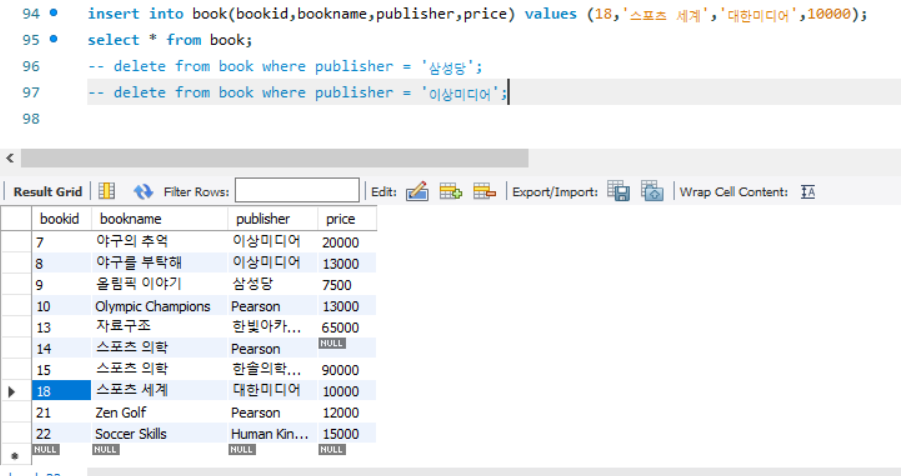 94 insert into book(bookid,bookname,publisher,price) values (18,'스포츠 세계','대한미디어',10000);
95 select * from book;
96 -- delete from book where publisher = '삼성당';
97 -- delete from book where publisher = '이상미디어';
98
Result Grid Filter Rows: Edit: Export/Import: Wrap Cell Content: IA
bookid bookname publisher price
7 야구의 추억 이상미디어 20000
8 야구를 부탁해 이상미디어 13000
9 올림픽 이야기 삼성당 7500
10 Olympic Champions Pearson 13000
13 자료구조 한빛아카... 65000
14 스포츠 의학 Pearson NULL
15 스포츠 의학 한솔의학... 90000
18 스포츠 세계 대한미디어 10000
21 Zen Golf Pearson 12000
22 Soccer Skills Human Kin... 15000
NULL NULL NULL NULL